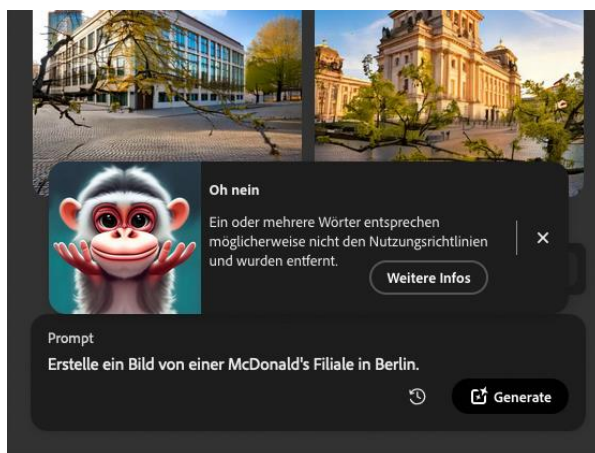 Oh nein
Ein oder mehrere Wörter entsprechen
möglicherweise nicht den Nutzungsrichtlinien
und wurden entfernt.
Weitere Infos
Prompt
Erstelle ein Bild von einer McDonald's Filiale in Berlin.
Generate